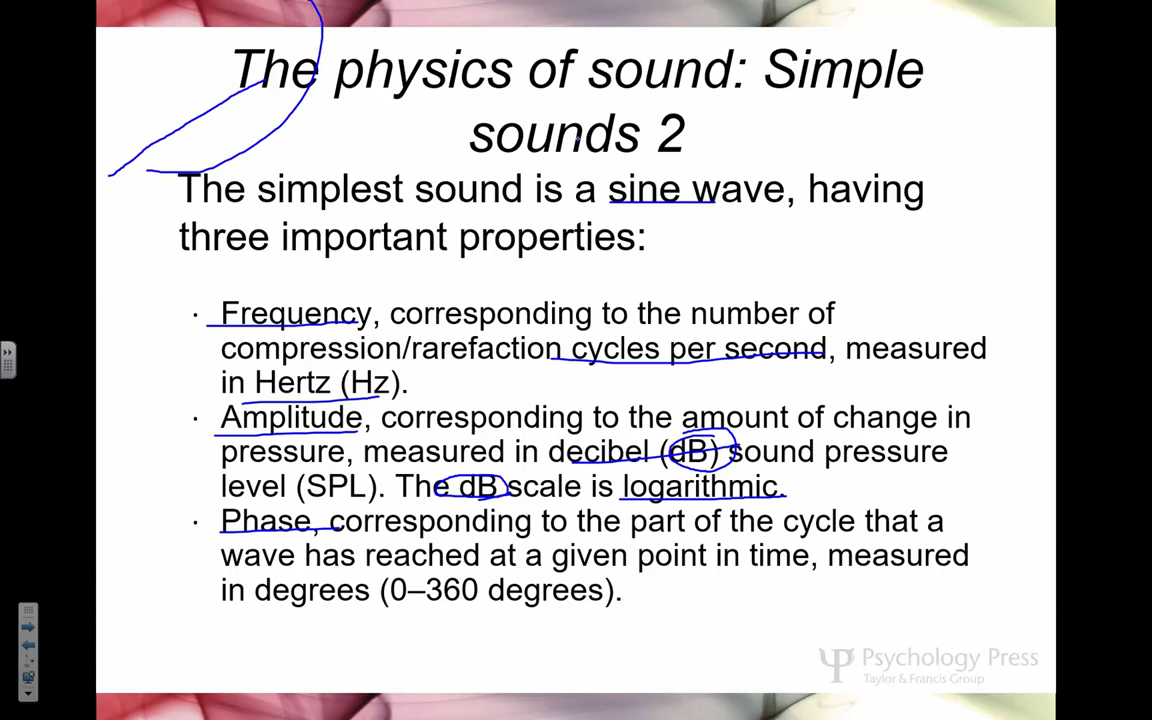 The physics of sound: Simple
sounds 2
The simplest sound is a sine wave, having
three important properties:
· Frequency, corresponding to the number of
compression/rarefaction cycles per second, measured
in Hertz (Hz).
· Amplitude, corresponding to the amount of change in
pressure, measured in decibel (dB) sound pressure
level (SPL). The dB scale is logarithmic.
· Phase, corresponding to the part of the cycle that a
wave has reached at a given point in time, measured
in degrees (0–360 degrees).
Psychology Press
Taylor & Francis Group